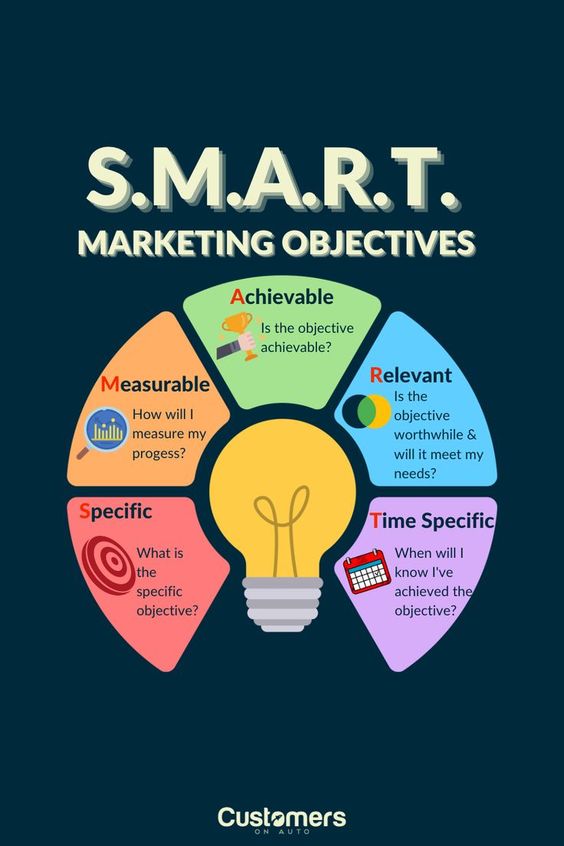 S.M.A.R.T.
MARKETING OBJECTIVES
Specific
What is
the
specific
objective?
Measurable
How will I
measure my
progess?
Achievable
Is the objective
achievable?
Relevant
Is the
objective
worthwhile &
will it meet my
needs?
Time Specific
When will I
know I've
achieved the
objective?
Customers
ON AUTO